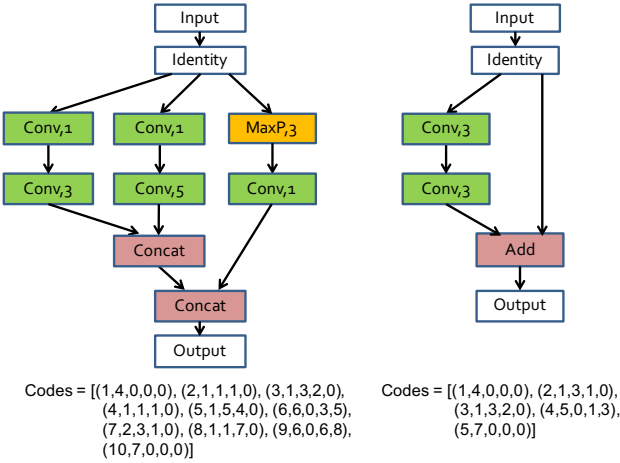 Input
Identity
Conv,1
Conv,1
MaxP,3
Conv,3
Conv,5
Conv,1
Concat
Concat
Output
Codes = [(1,4,0,0,0), (2,1,1,1,0), (3,1,3,2,0),
(4,1,1,1,0), (5,1,5,4,0), (6,6,0,3,5),
(7,2,3,1,0), (8,1,1,7,0), (9,6,0,6,8),
(10,7,0,0,0)]
Input
Identity
Conv,3
Conv,3
Add
Output
Codes = [(1,4,0,0,0), (2,1,3,1,0),
(3,1,3,2,0), (4,5,0,1,3),
(5,7,0,0,0)]